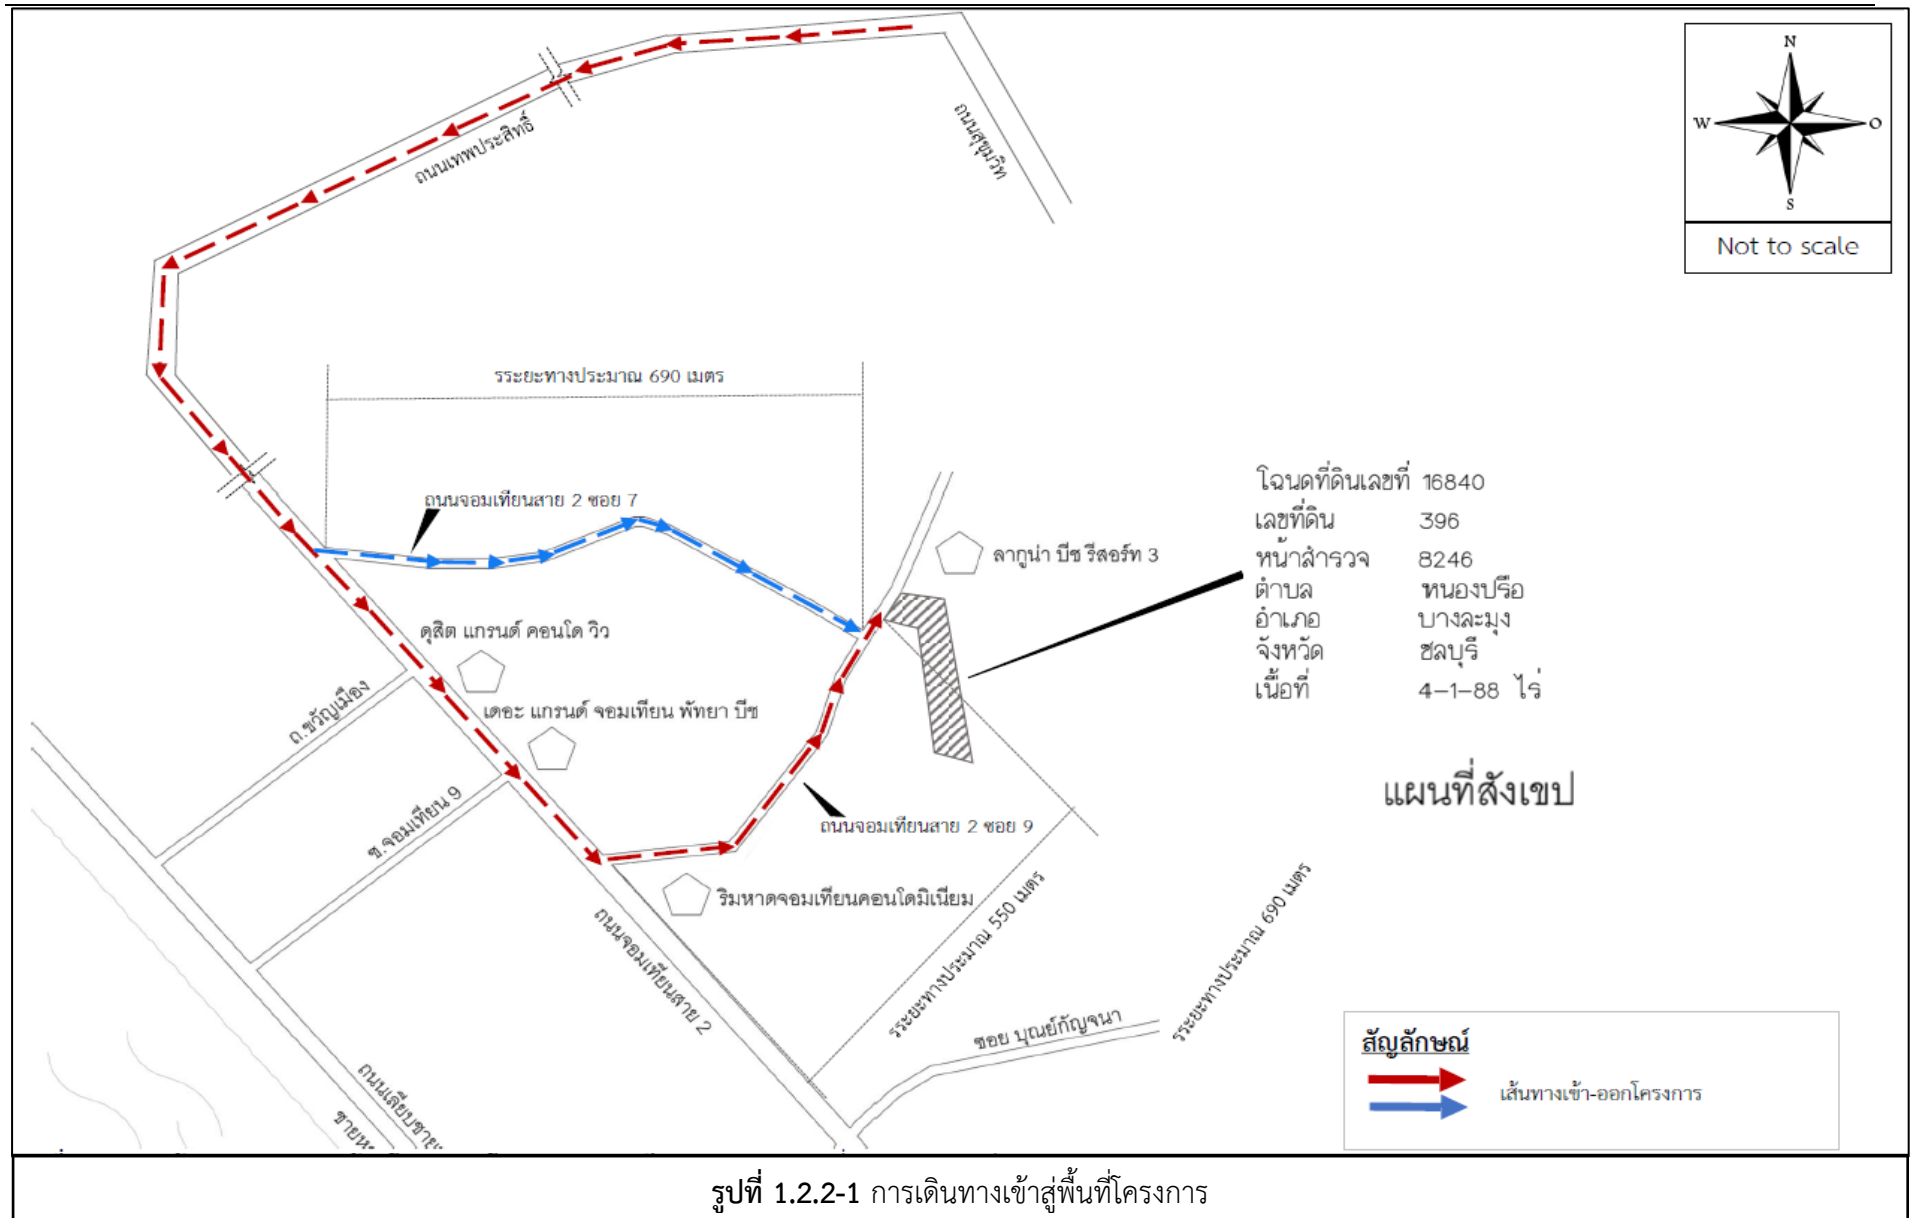 N
W
O
S
Not to scale
ถนนสุขุมวิท
ถนนเทพประสิทธิ์
รระยะทางประมาณ 690 เมตร
ถนนจอมเทียนสาย 2 ซอย 7
ลากูน่า บีช รีสอร์ท 3
โฉนดที่ดินเลขที่ 16840
เลขที่ดิน 396
หน้าสำรวจ 8246
ตำบล หนองปรือ
อำเภอ บางละมุง
จังหวัด ชลบุรี
เนื้อที่ 4-1-88 ไร่
แผนที่สังเขป
ดุสิต แกรนด์ คอนโด วิว
เดอะ แกรนด์ จอมเทียน พัทยา บีช
ถ.ขวัญเมือง
ซ.จอมเทียน 9
ถนนจอมเทียนสาย 2 ซอย 9
ริมหาดจอมเทียนคอนโดมิเนียม
ถนนจอมเทียนสาย 2
รระยะทางประมาณ 550 เมตร
รระยะทางประมาณ 690 เมตร
ซอย บุณย์กัญจนา
ถนนเลียบชาย
ชายห
สัญลักษณ์
เส้นทางเข้า-ออกโครงการ
รูปที่ 1.2.2-1 การเดินทางเข้าสู่พื้นที่โครงการ